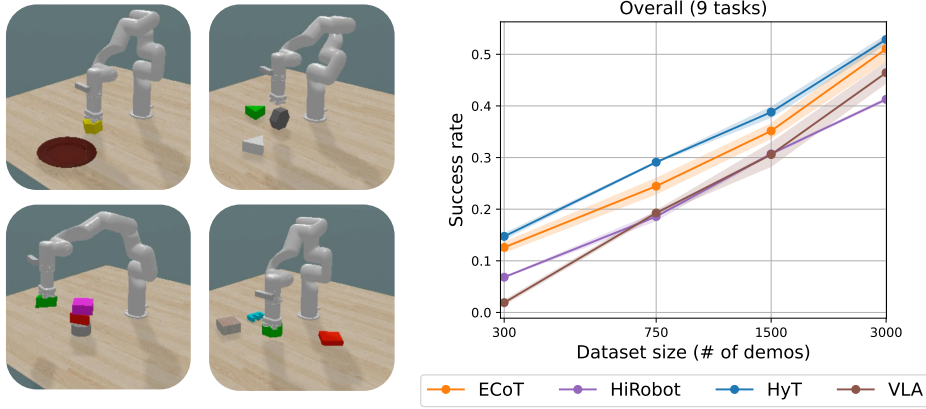 Overall (9 tasks)
Success rate
0.5
0.4
0.3
0.2
0.1
0.0
300 750 1500 3000
Dataset size (# of demos)
ECoT HiRobot HyT VLA